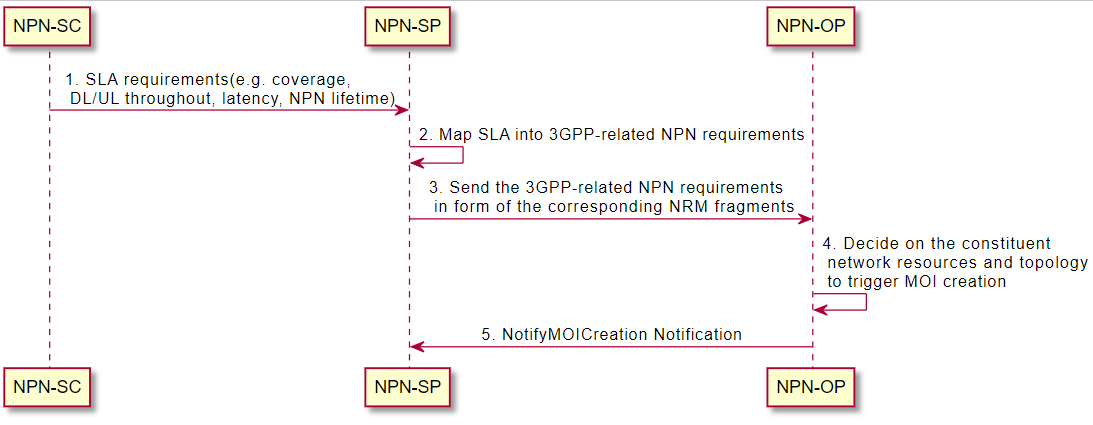 NPN-SC
NPN-SP
NPN-OP
1. SLA requirements(e.g. coverage,
DL/UL throughout, latency, NPN lifetime)
2. Map SLA into 3GPP-related NPN requirements
3. Send the 3GPP-related NPN requirements
in form of the corresponding NRM fragments
4. Decide on the constituent
network resources and topology
to trigger MOI creation
5. NotifyMOICreation Notification
NPN-SC
NPN-SP
NPN-OP